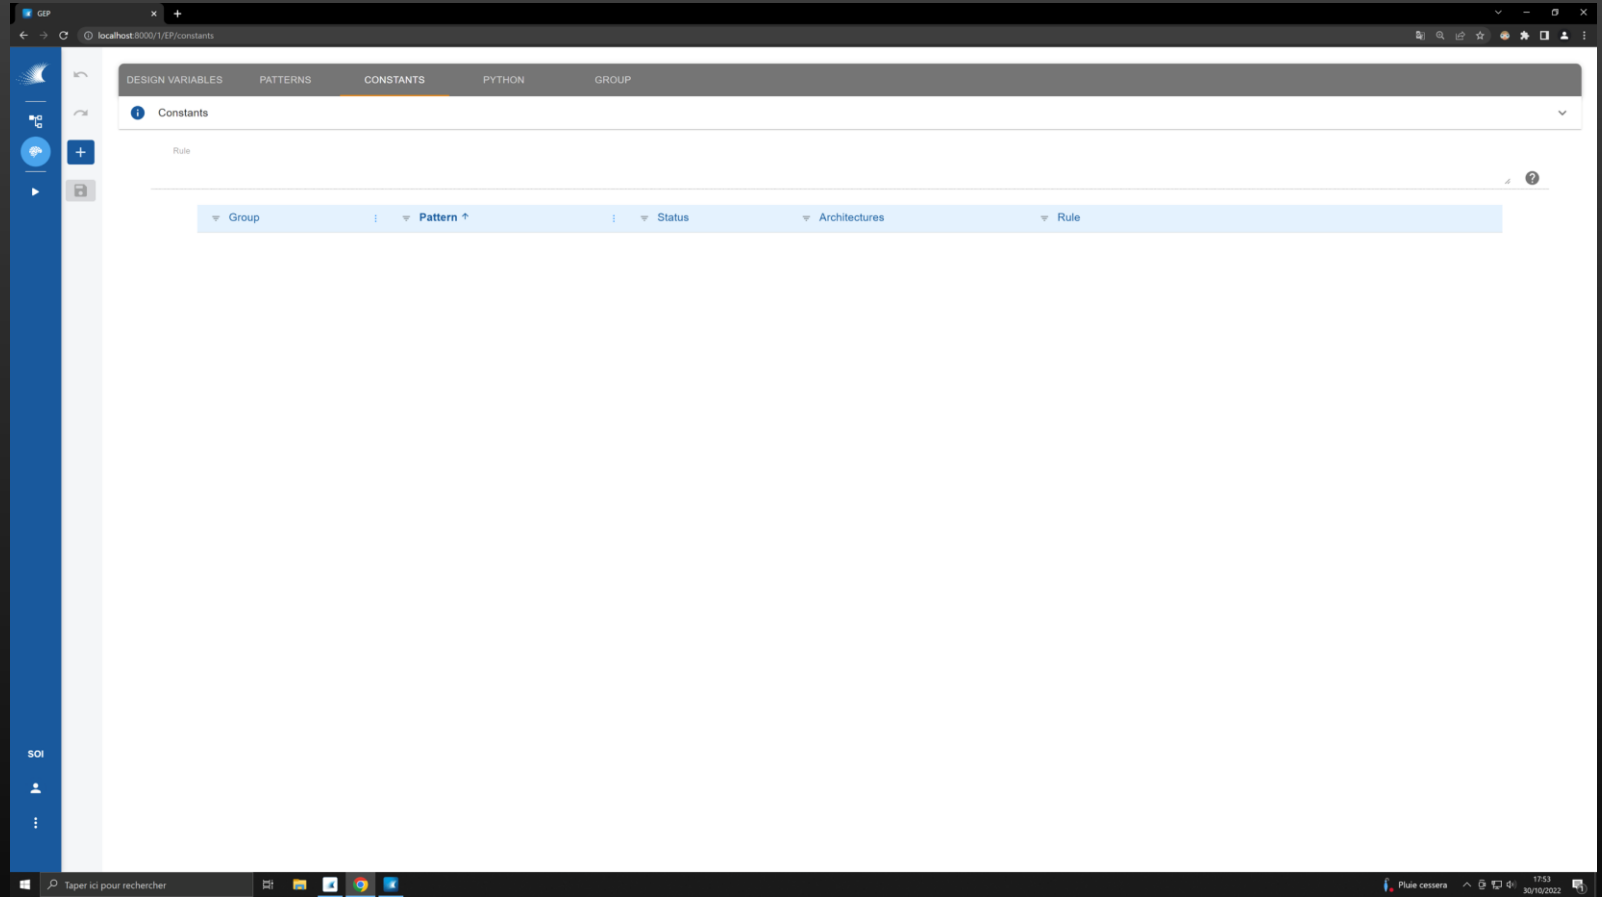 GEP
localhost:8000/1/EP/constants
DESIGN VARIABLES PATTERNS CONSTANTS PYTHON GROUP
Constants
Rule
Group Pattern Status Architectures Rule
SOI
Taper ici pour rechercher
Pluie cessera
17:53
30/10/2022